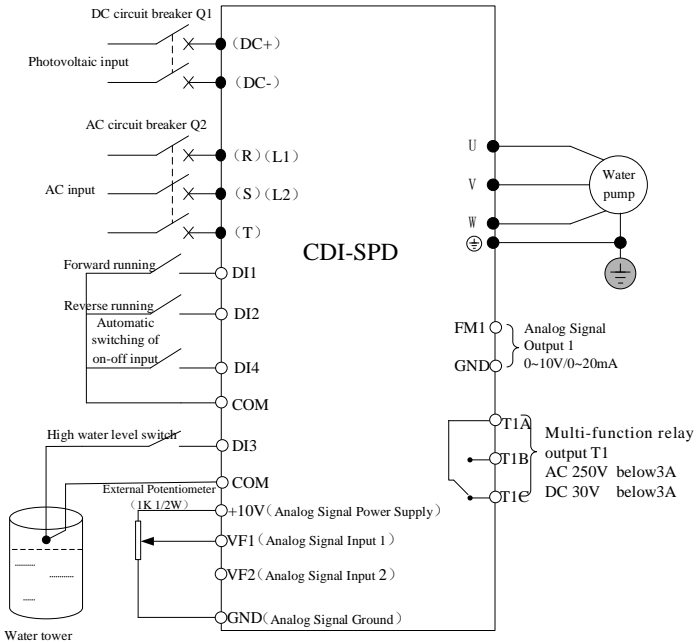 DC circuit breaker Q1
(DC+)
Photovoltaic input
(DC-)
AC circuit breaker Q2
(R)(L1)
AC input
(S)(L2)
(T)
Forward running
DI1
Reverse running
DI2
Automatic
switching of
on-off input
DI4
COM
High water level switch
DI3
COM
External Potentiometer
(1K 1/2W)
+10V(Analog Signal Power Supply)
VF1(Analog Signal Input 1)
VF2(Analog Signal Input 2)
GND(Analog Signal Ground)
Water tower
CDI-SPD
U
V
W
Water
pump
FM1
GND
Analog Signal
Output 1
0~10V/0~20mA
T1A
T1B
T1C
Multi-function relay
output T1
AC 250V below3A
DC 30V below3A